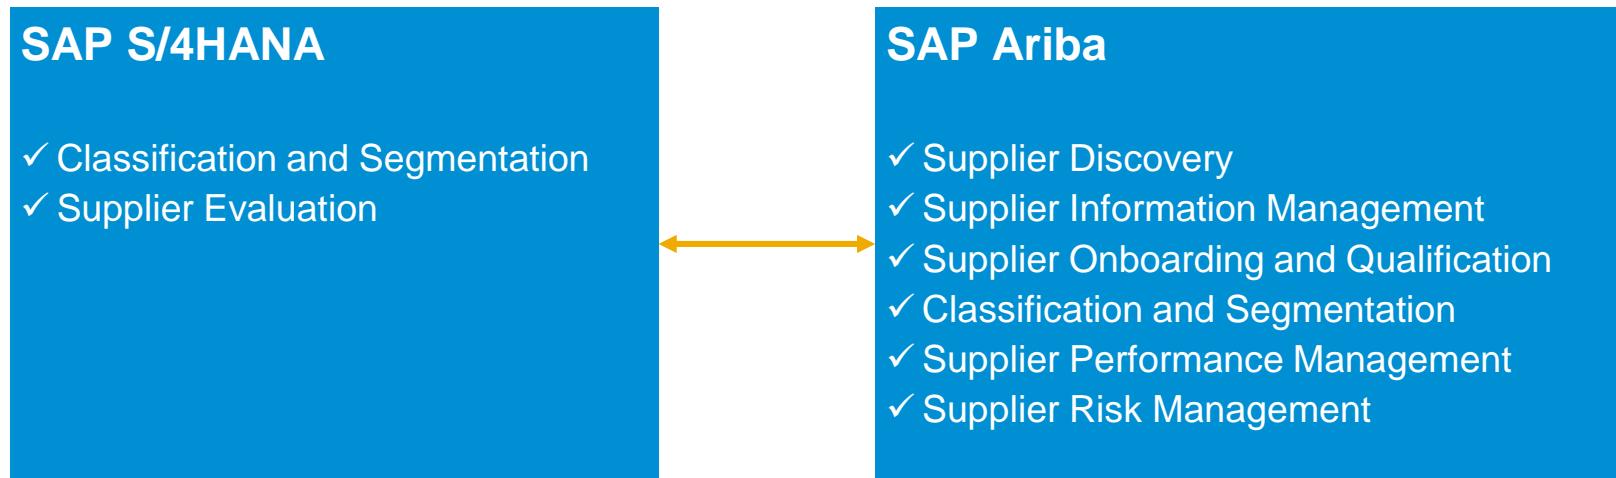 SAP S/4HANA
✓ Classification and Segmentation
✓ Supplier Evaluation
SAP Ariba
✓ Supplier Discovery
✓ Supplier Information Management
✓ Supplier Onboarding and Qualification
✓ Classification and Segmentation
✓ Supplier Performance Management
✓ Supplier Risk Management